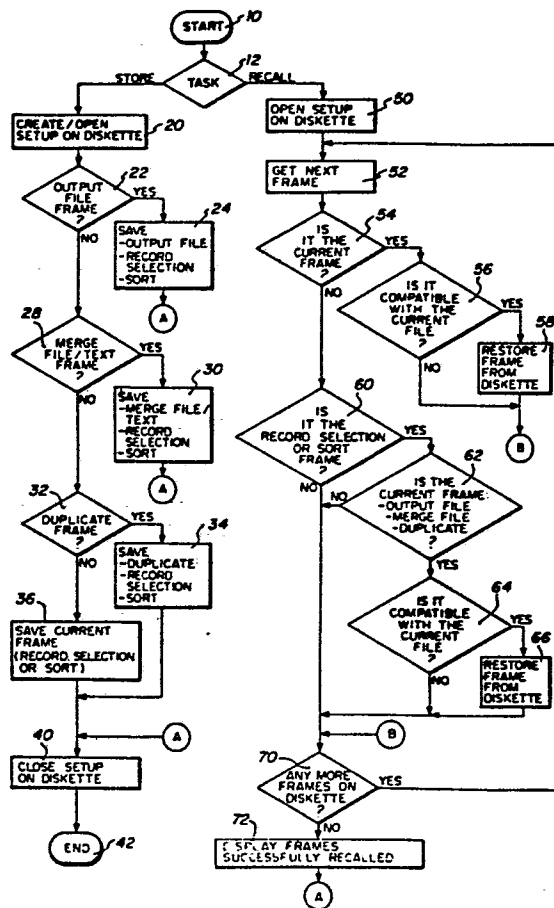 START
10
12
STORE
TASK
RECALL
CREATE/OPEN
SETUP ON DISKETTE
20
OPEN SETUP
ON DISKETTE
50
22
OUTPUT
FILE
FRAME
?
YES
NO
24
SAVE
-OUTPUT FILE
-RECORD
SELECTION
-SORT
A
GET NEXT
FRAME
52
54
IS
IT THE
CURRENT
FRAME
?
YES
NO
56
IS IT
COMPATIBLE
WITH THE
CURRENT
FILE
?
YES
NO
58
RESTORE
FRAME
FROM
DISKETTE
B
28
MERGE
FILE/TEXT
FRAME
?
YES
NO
30
SAVE
-MERGE FILE/
TEXT
-RECORD
SELECTION
-SORT
A
60
IS
IT THE
RECORD SELECTION
OR SORT
FRAME
?
YES
NO
62
IS THE
CURRENT FRAME:
-OUTPUT FILE
-MERGE FILE
-DUPLICATE
?
NO
YES
32
DUPLICATE
FRAME
?
YES
NO
34
SAVE
-DUPLICATE
-RECORD
SELECTION
-SORT
64
IS IT
COMPATIBLE
WITH THE
CURRENT
FILE
?
YES
NO
66
RESTORE
FRAME
FROM
DISKETTE
36
SAVE CURRENT
FRAME
(RECORD SELECTION
OR SORT)
A
B
40
CLOSE SETUP
ON DISKETTE
70
ANY MORE
FRAMES ON
DISKETTE
?
YES
NO
END
42
72
DISPLAY FRAMES
SUCCESSFULLY RECALLED
A